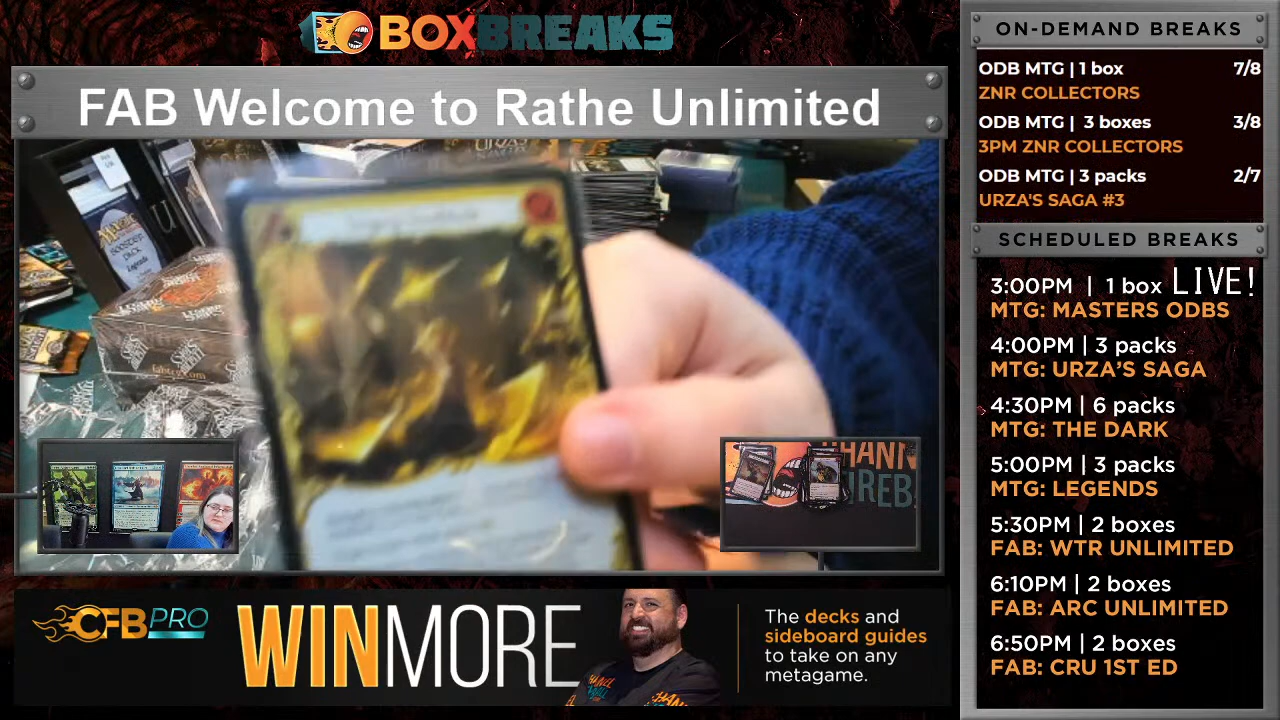 BOXBREAKS
FAB Welcome to Rathe Unlimited
CFBPRO
WINMORE
The decks and
sideboard guides
to take on any
metagame.
ON-DEMAND BREAKS
ODB MTG | 1 box 7/8
ZNR COLLECTORS
ODB MTG | 3 boxes 3/8
3PM ZNR COLLECTORS
ODB MTG | 3 packs 2/7
URZA'S SAGA #3
SCHEDULED BREAKS
3:00PM | 1 box LIVE!
MTG: MASTERS ODBS
4:00PM | 3 packs
MTG: URZA'S SAGA
4:30PM | 6 packs
MTG: THE DARK
5:00PM | 3 packs
MTG: LEGENDS
5:30PM | 2 boxes
FAB: WTR UNLIMITED
6:10PM | 2 boxes
FAB: ARC UNLIMITED
6:50PM | 2 boxes
FAB: CRU 1ST ED